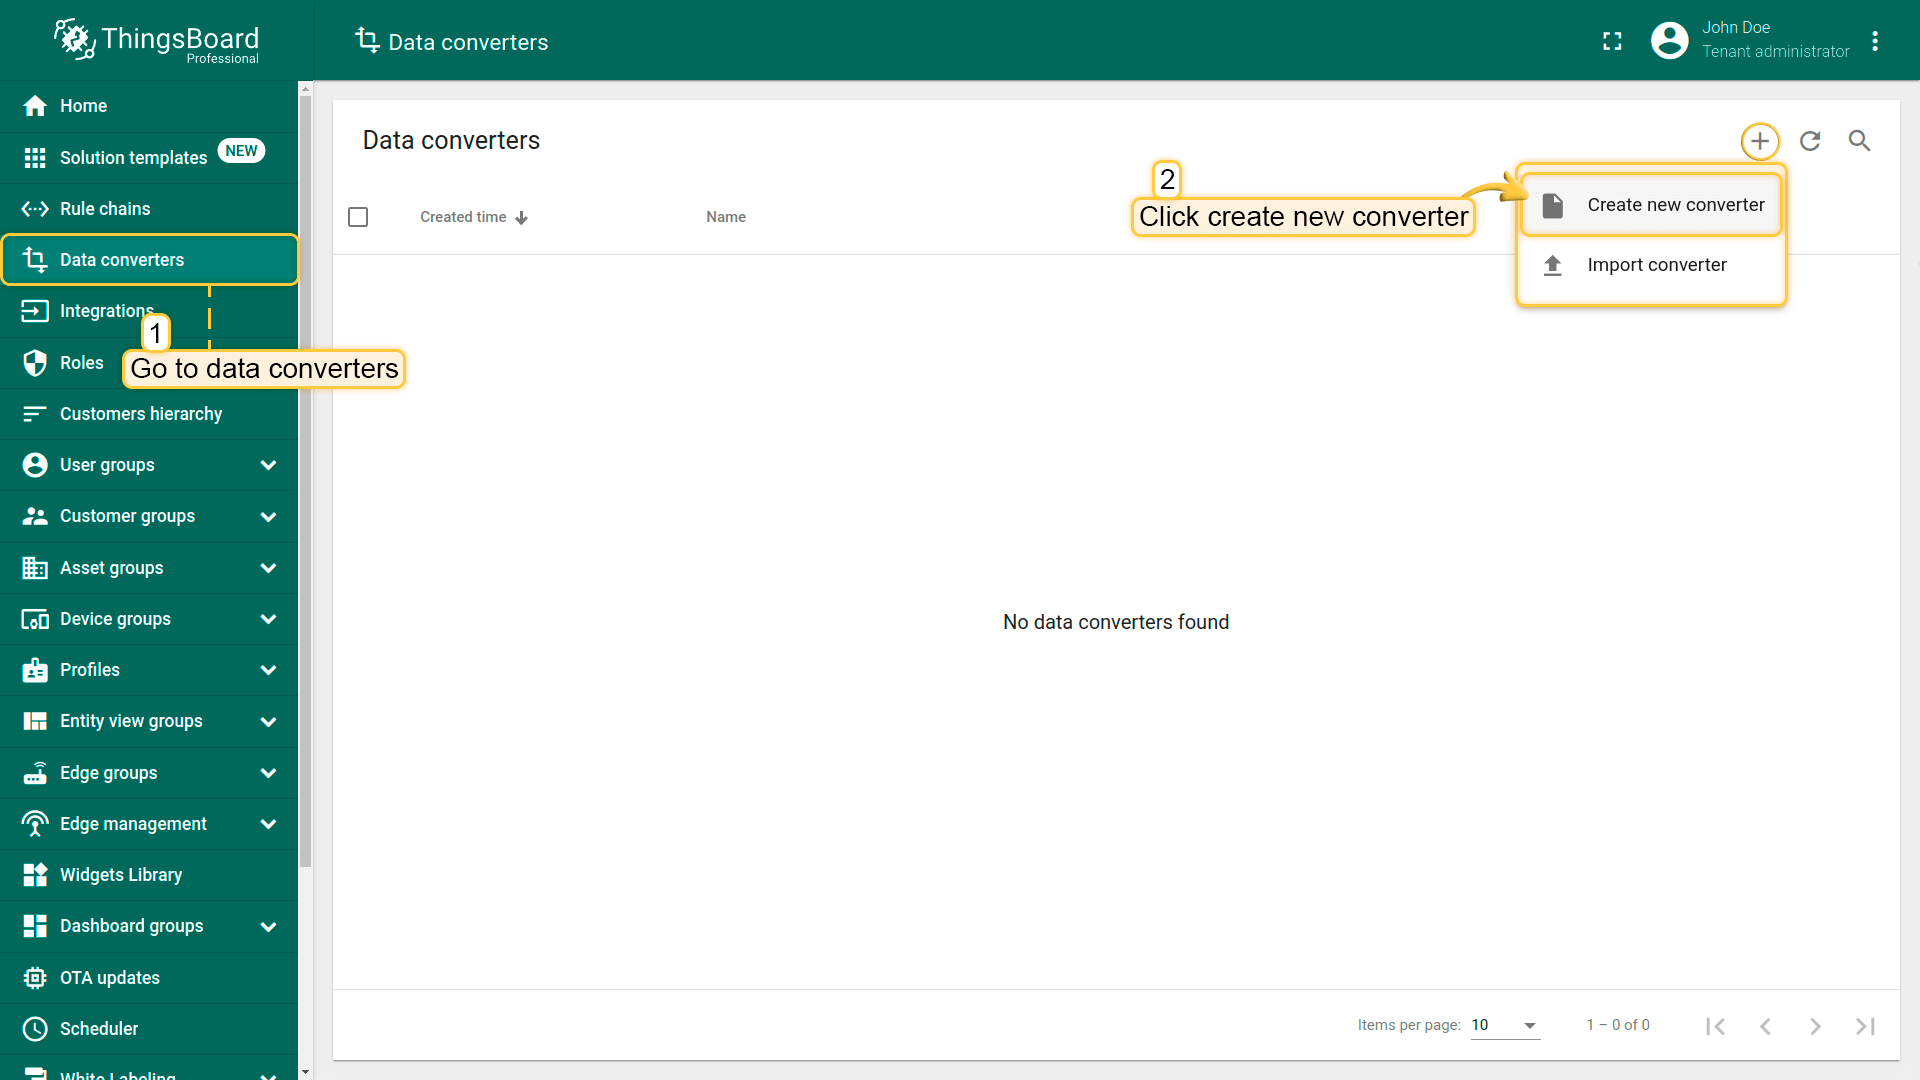 ThingsBoard
Professional
Data converters
John Doe
Tenant administrator
Home
Solution templates NEW
Rule chains
Data converters
Integrations
Roles
Customers hierarchy
User groups
Customer groups
Asset groups
Device groups
Profiles
Entity view groups
Edge groups
Edge management
Widgets Library
Dashboard groups
OTA updates
Scheduler
White Labeling
1
Go to data converters
Data converters
Created time
Name
2
Click create new converter
Create new converter
Import converter
No data converters found
Items per page: 10
1 – 0 of 0